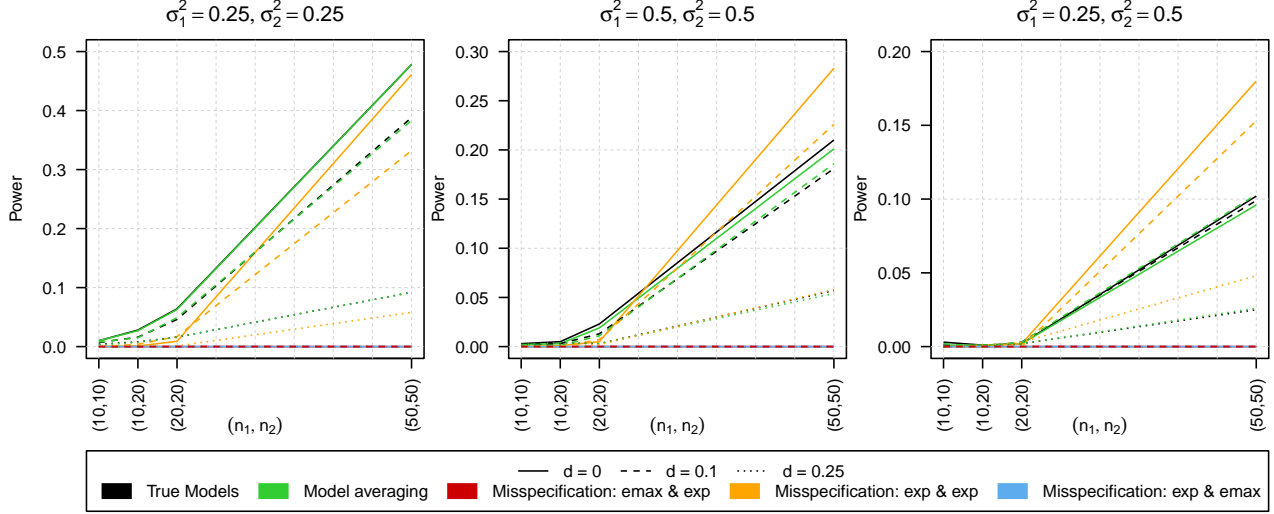 σ₁² = 0.25, σ₂² = 0.25
Power
0.5
0.4
0.3
0.2
0.1
0.0
(10,10)
(10,20)
(20,20)
(50,50)
(n₁, n₂)
σ₁² = 0.5, σ₂² = 0.5
Power
0.30
0.25
0.20
0.15
0.10
0.05
0.00
(10,10)
(10,20)
(20,20)
(50,50)
(n₁, n₂)
σ₁² = 0.25, σ₂² = 0.5
Power
0.20
0.15
0.10
0.05
0.00
(10,10)
(10,20)
(20,20)
(50,50)
(n₁, n₂)
d = 0 d = 0.1 d = 0.25
True Models Model averaging Misspecification: emax & exp Misspecification: exp & exp Misspecification: exp & emax